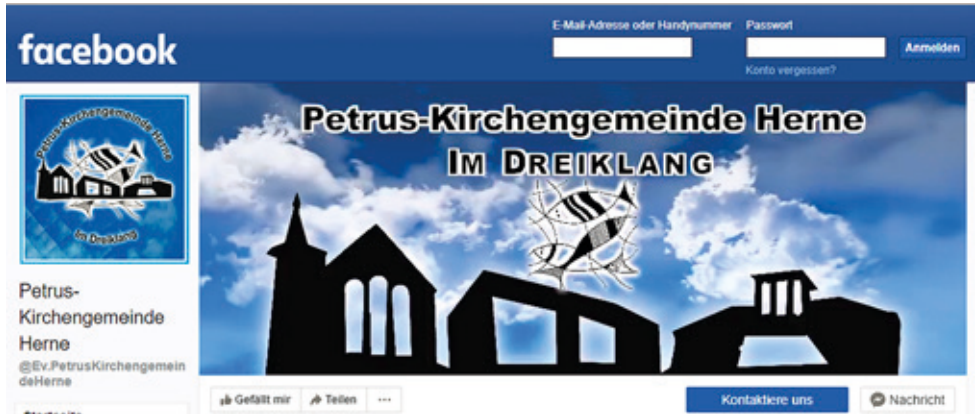 facebook
E-Mail-Adresse oder Handynummer
Passwort
Anmelden
Konto vergessen?
Petrus-Kirchengemeinde Herne
Im Dreiklang
Petrus-Kirchengemeinde Herne
IM DREIKLANG
Petrus-
Kirchengemeinde
Herne
@Ev.PetrusKirchengemein
deHerne
Startseite
Gefällt mir
Teilen
...
Kontaktiere uns
Nachricht